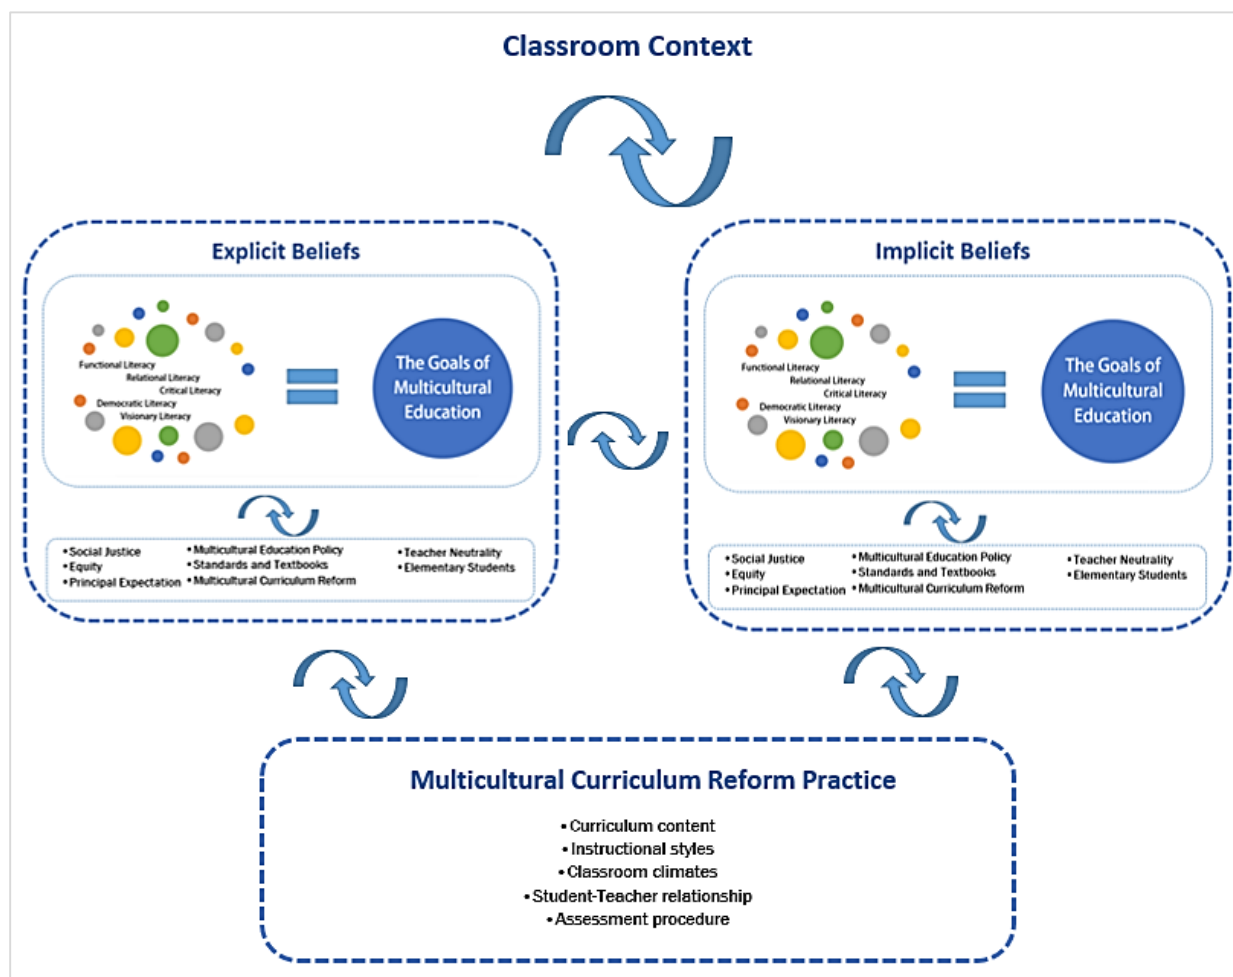 Classroom Context
Explicit Beliefs
Functional Literacy
Relational Literacy
Critical Literacy
Democratic Literacy
Visionary Literacy
The Goals of
Multicultural
Education
• Social Justice
• Equity
• Principal Expectation
• Multicultural Education Policy
• Standards and Textbooks
• Multicultural Curriculum Reform
• Teacher Neutrality
• Elementary Students
Implicit Beliefs
Functional Literacy
Relational Literacy
Critical Literacy
Democratic Literacy
Visionary Literacy
The Goals of
Multicultural
Education
• Social Justice
• Equity
• Principal Expectation
• Multicultural Education Policy
• Standards and Textbooks
• Multicultural Curriculum Reform
• Teacher Neutrality
• Elementary Students
Multicultural Curriculum Reform Practice
• Curriculum content
• Instructional styles
• Classroom climates
• Student-Teacher relationship
• Assessment procedure